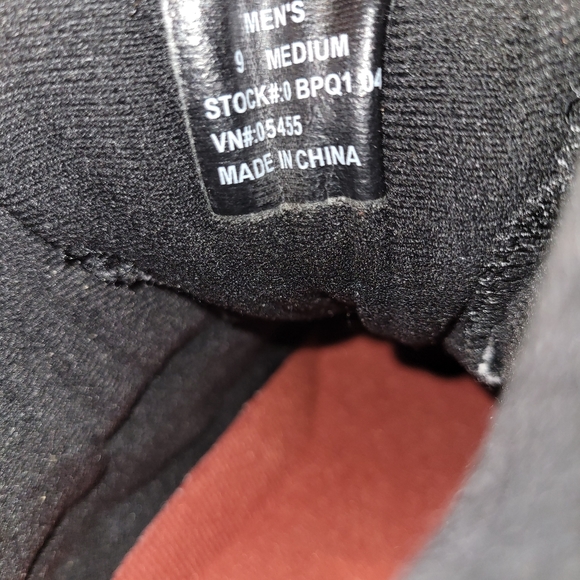 MEN'S
9 MEDIUM
STOCK#:0 BPQ1 04
VN#:05455
MADE IN CHINA